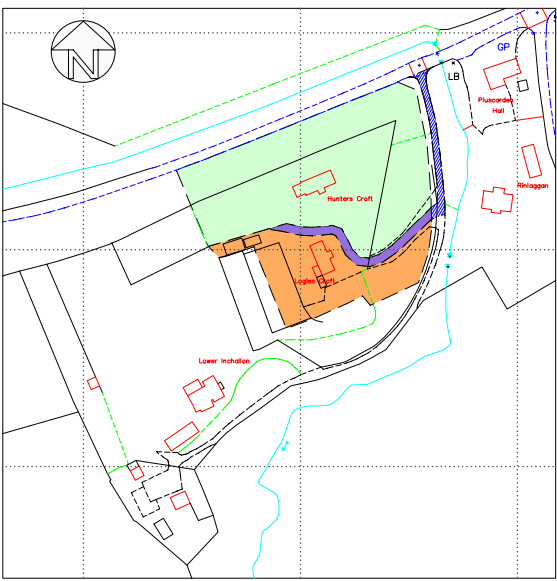 N
GP
LB
Pluscarden
Hall
Rinlaggan
Hunters Croft
Logies Croft
Lower Inchallon